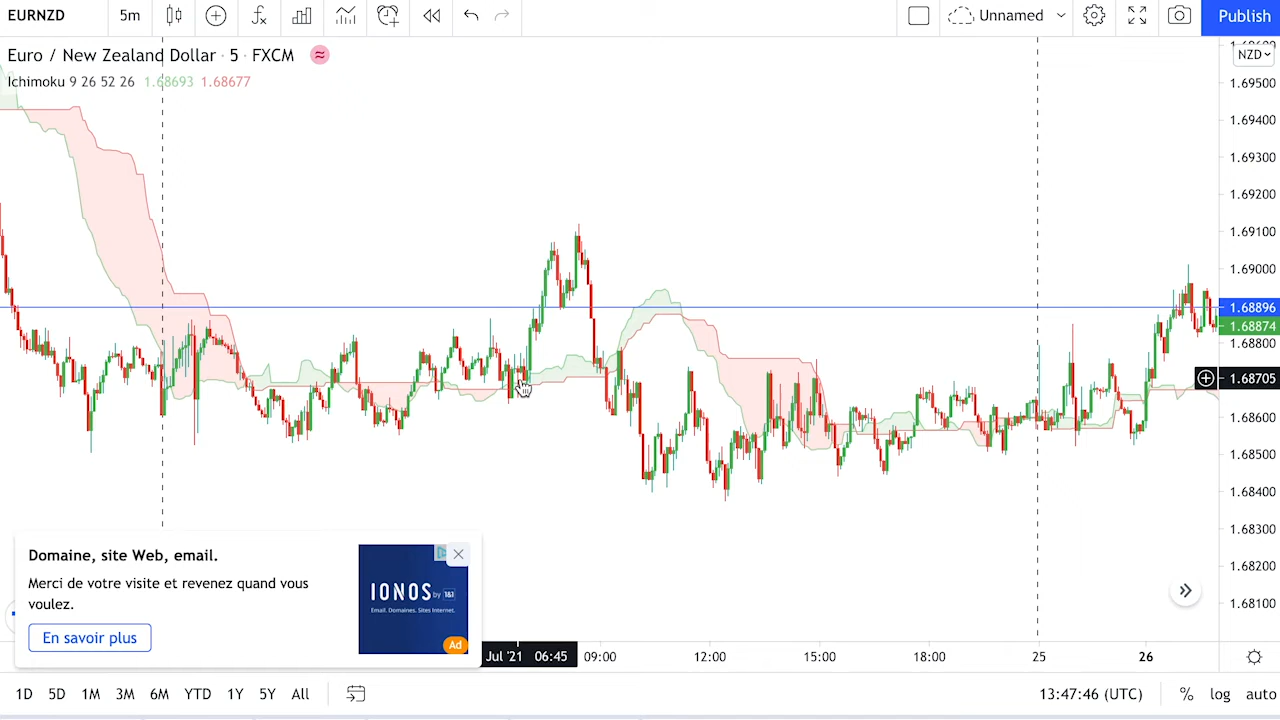 EURNZD 5m Unnamed Publish
Euro / New Zealand Dollar · 5 · FXCM
NZD
Ichimoku 9 26 52 26 1.68693 1.68677
1.69500
1.69400
1.69300
1.69200
1.69100
1.69000
1.68896
1.68874
1.68800
1.68705
1.68600
1.68500
1.68400
1.68300
1.68200
1.68100
Domaine, site Web, email.
Merci de votre visite et revenez quand vous
voulez.
En savoir plus
IONOS by 1&1
Email. Domaines. Sites Internet.
Ad
Jul '21 06:45 09:00 12:00 15:00 18:00 25 26
1D 5D 1M 3M 6M YTD 1Y 5Y All 13:47:46 (UTC) % log auto